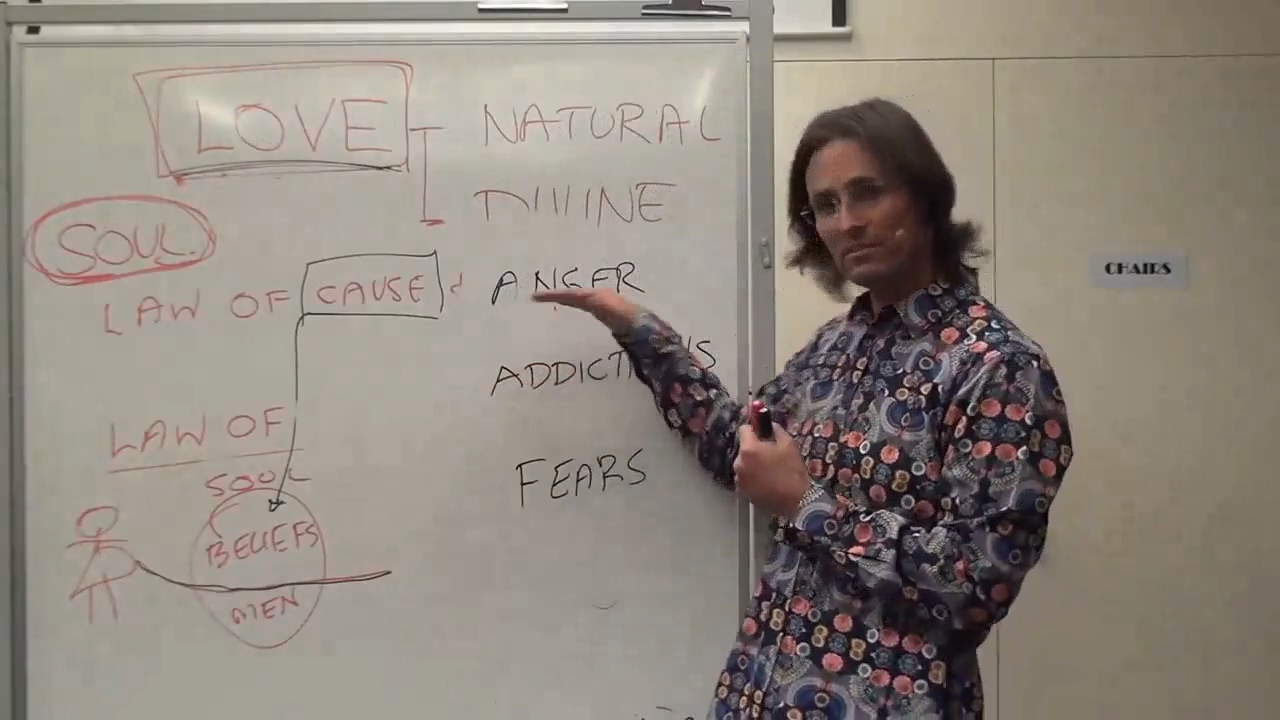 LOVE
NATURAL
DIVINE
SOUL.
LAW OF CAUSE
ANGER
ADDICTIONS
LAW OF
SOUL
FEARS
BELIEFS
MEN
CHAIRS